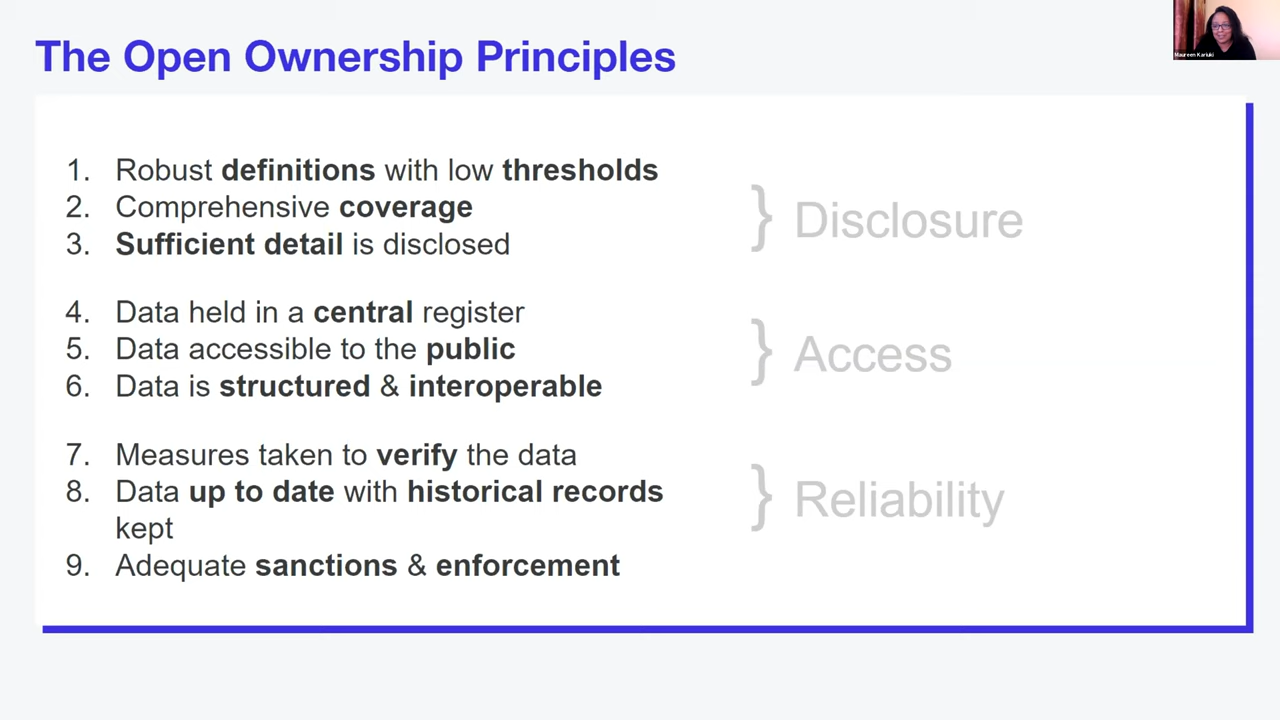 The Open Ownership Principles
Maureen Kariuki
1. Robust definitions with low thresholds
2. Comprehensive coverage
3. Sufficient detail is disclosed
} Disclosure
4. Data held in a central register
5. Data accessible to the public
6. Data is structured & interoperable
} Access
7. Measures taken to verify the data
8. Data up to date with historical records
kept
9. Adequate sanctions & enforcement
} Reliability